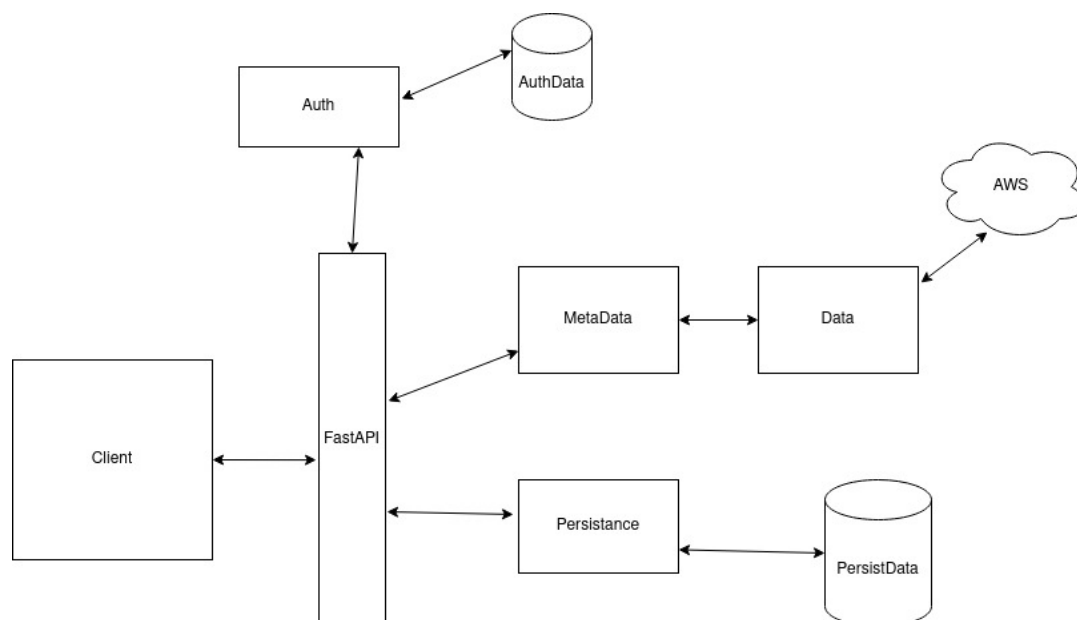 AuthData
Auth
AWS
MetaData
Data
FastAPI
Client
Persistance
PersistData